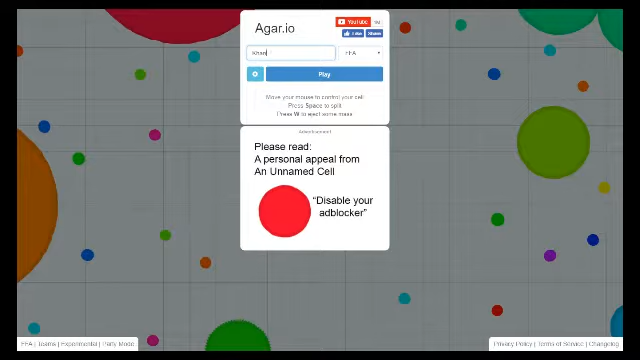 Agar.io
YouTube
Like Share
Khan
FFA
Play
Move your mouse to control your cell
Press Space to split
Press W to eject some mass
Advertisement
Please read:
A personal appeal from
An Unnamed Cell
"Disable your
adblocker"
FFA | Teams | Experimental | Party Mode
Privacy Policy | Terms of Service | Changelog